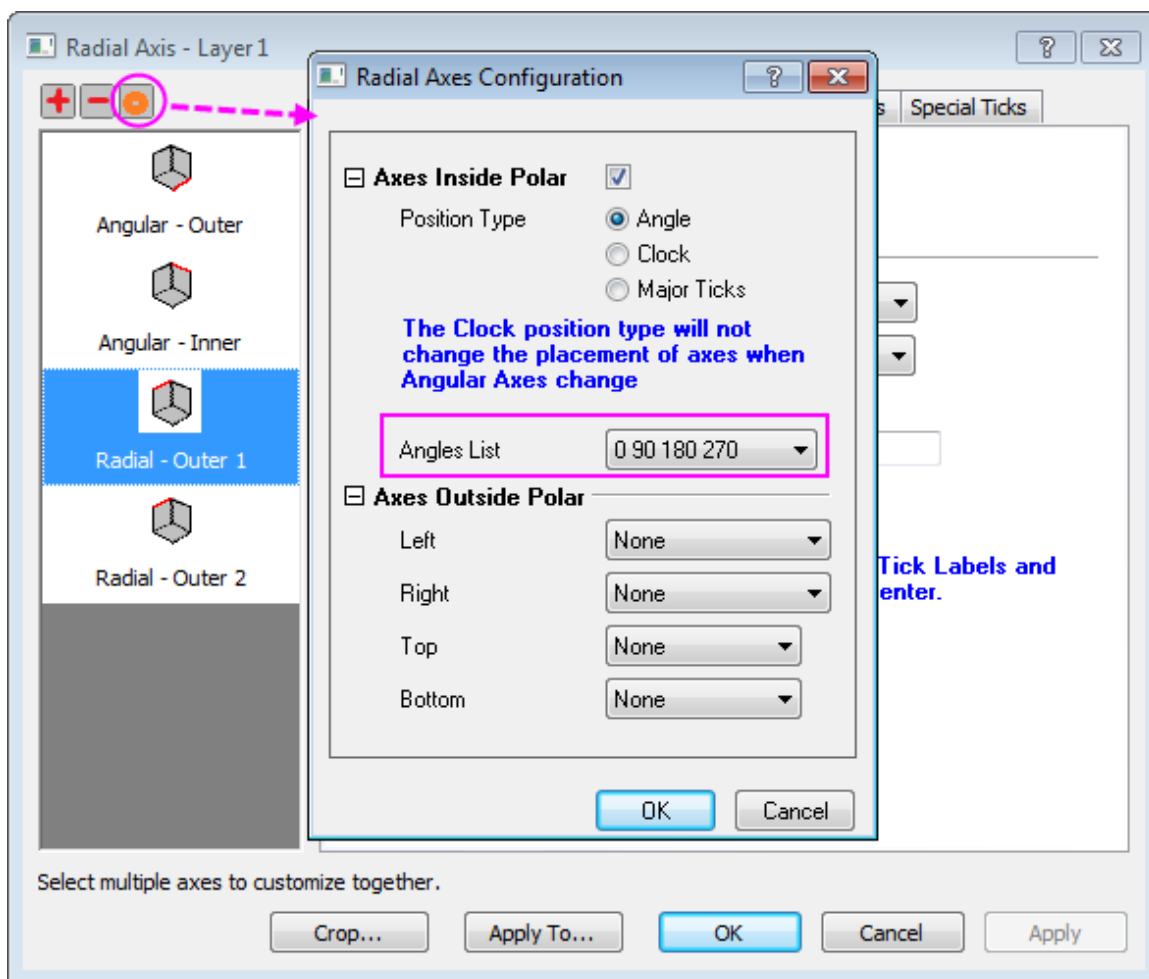 Radial Axis - Layer 1
Radial Axes Configuration
Special Ticks
Angular - Outer
Angular - Inner
Radial - Outer 1
Radial - Outer 2
Axes Inside Polar
Position Type
Angle
Clock
Major Ticks
The Clock position type will not
change the placement of axes when
Angular Axes change
Angles List
0 90 180 270
Axes Outside Polar
Left
None
Right
None
Top
None
Bottom
None
Tick Labels and
enter.
OK
Cancel
Select multiple axes to customize together.
Crop...
Apply To...
OK
Cancel
Apply